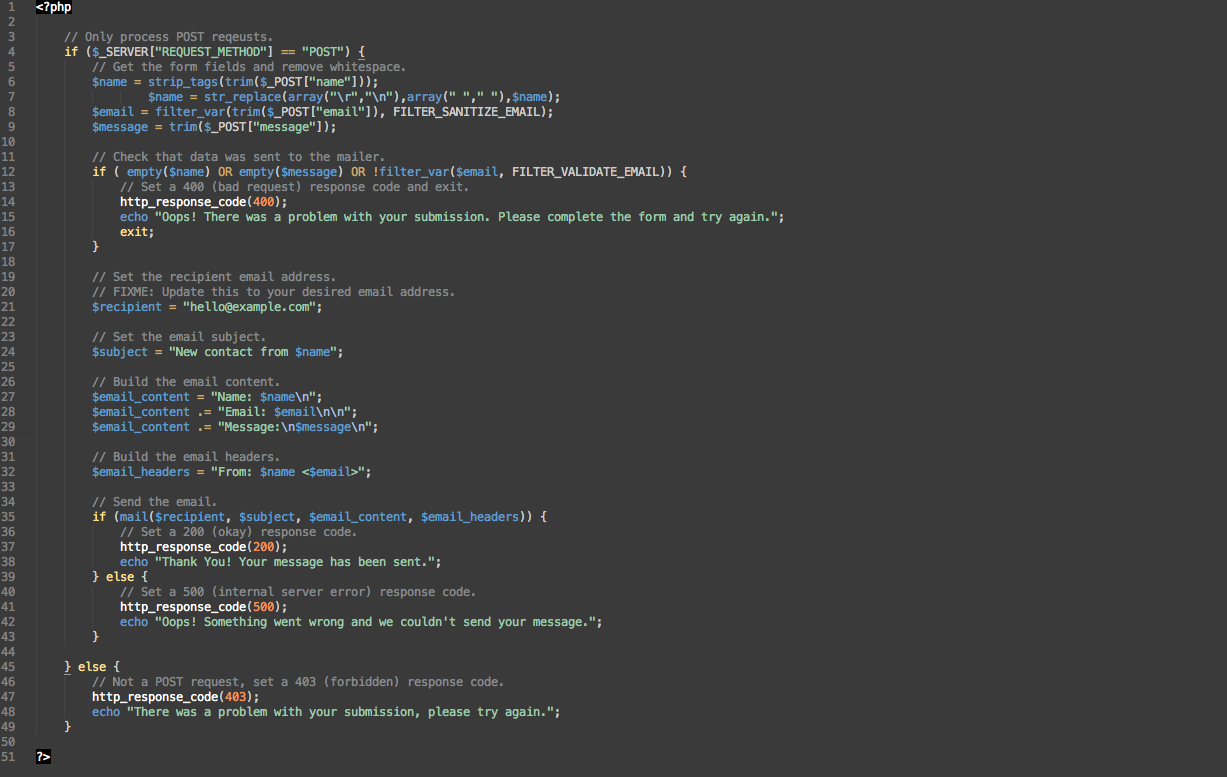 1 <?php
2
3     // Only process POST reqeusts.
4     if ($_SERVER["REQUEST_METHOD"] == "POST") {
5         // Get the form fields and remove whitespace.
6         $name = strip_tags(trim($_POST["name"]));
7                 $name = str_replace(array("\r","\n"),array(" "," "),$name);
8         $email = filter_var(trim($_POST["email"]), FILTER_SANITIZE_EMAIL);
9         $message = trim($_POST["message"]);
10
11         // Check that data was sent to the mailer.
12         if ( empty($name) OR empty($message) OR !filter_var($email, FILTER_VALIDATE_EMAIL)) {
13             // Set a 400 (bad request) response code and exit.
14             http_response_code(400);
15             echo "Oops! There was a problem with your submission. Please complete the form and try again.";
16             exit;
17         }
18
19         // Set the recipient email address.
20         // FIXME: Update this to your desired email address.
21         $recipient = "hello@example.com";
22
23         // Set the email subject.
24         $subject = "New contact from $name";
25
26         // Build the email content.
27         $email_content = "Name: $name\n";
28         $email_content .= "Email: $email\n\n";
29         $email_content .= "Message:\n$message\n";
30
31         // Build the email headers.
32         $email_headers = "From: $name <$email>";
33
34         // Send the email.
35         if (mail($recipient, $subject, $email_content, $email_headers)) {
36             // Set a 200 (okay) response code.
37             http_response_code(200);
38             echo "Thank You! Your message has been sent.";
39         } else {
40             // Set a 500 (internal server error) response code.
41             http_response_code(500);
42             echo "Oops! Something went wrong and we couldn't send your message.";
43         }
44
45     } else {
46         // Not a POST request, set a 403 (forbidden) response code.
47         http_response_code(403);
48         echo "There was a problem with your submission, please try again.";
49     }
50
51 ?>